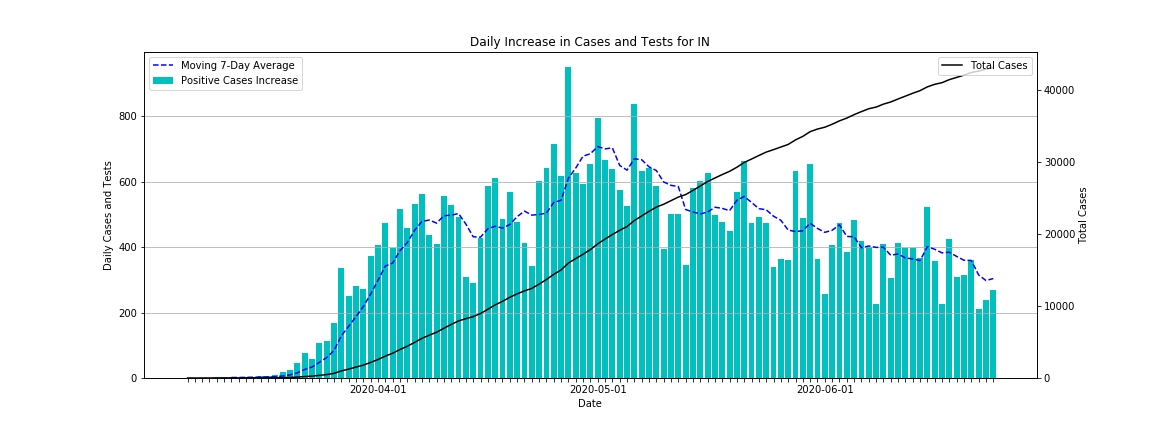 Daily Increase in Cases and Tests for IN
Moving 7-Day Average
Positive Cases Increase
Total Cases
Daily Cases and Tests
800
600
400
200
0
40000
30000
20000
10000
0
Total Cases
2020-04-01
2020-05-01
2020-06-01
Date